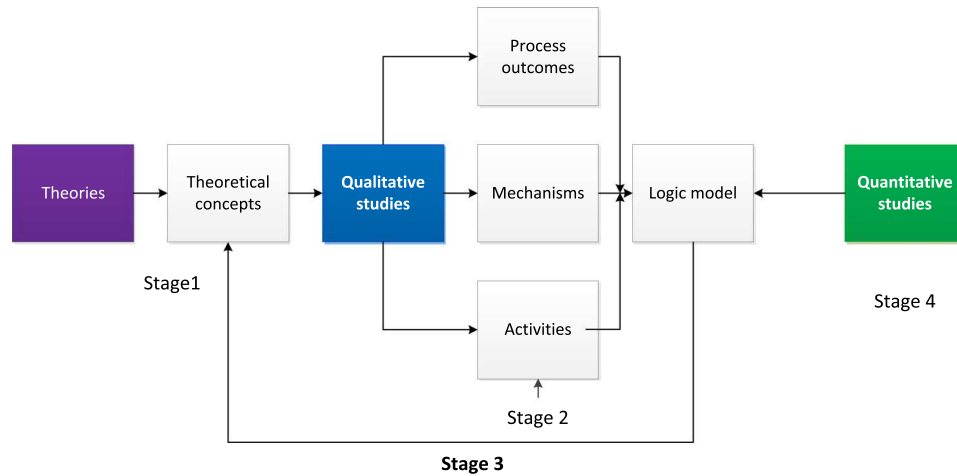 Process
outcomes
Theories
Theoretical
concepts
Qualitative
studies
Mechanisms
Logic model
Quantitative
studies
Stage1
Stage 4
Activities
Stage 2
Stage 3